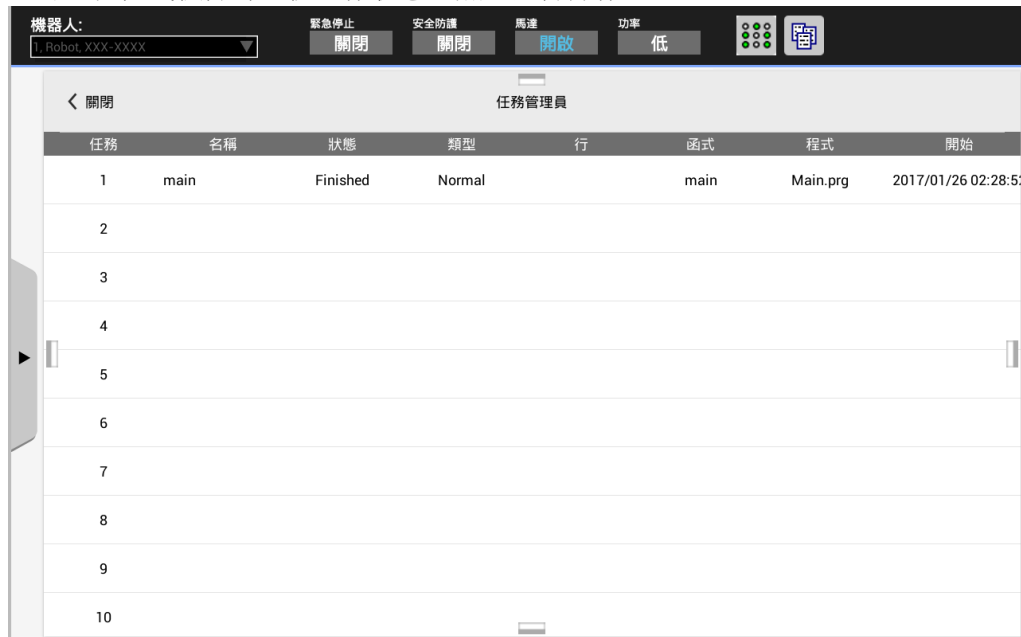 機器人: 緊急停止 安全防護 馬達 功率
1, Robot, XXX-XXXX 關閉 關閉 開啟 低
關閉 任務管理員
任務 名稱 狀態 類型 行 函式 程式 開始
1 main Finished Normal main Main.prg 2017/01/26 02:28:5
2
3
4
5
6
7
8
9
10